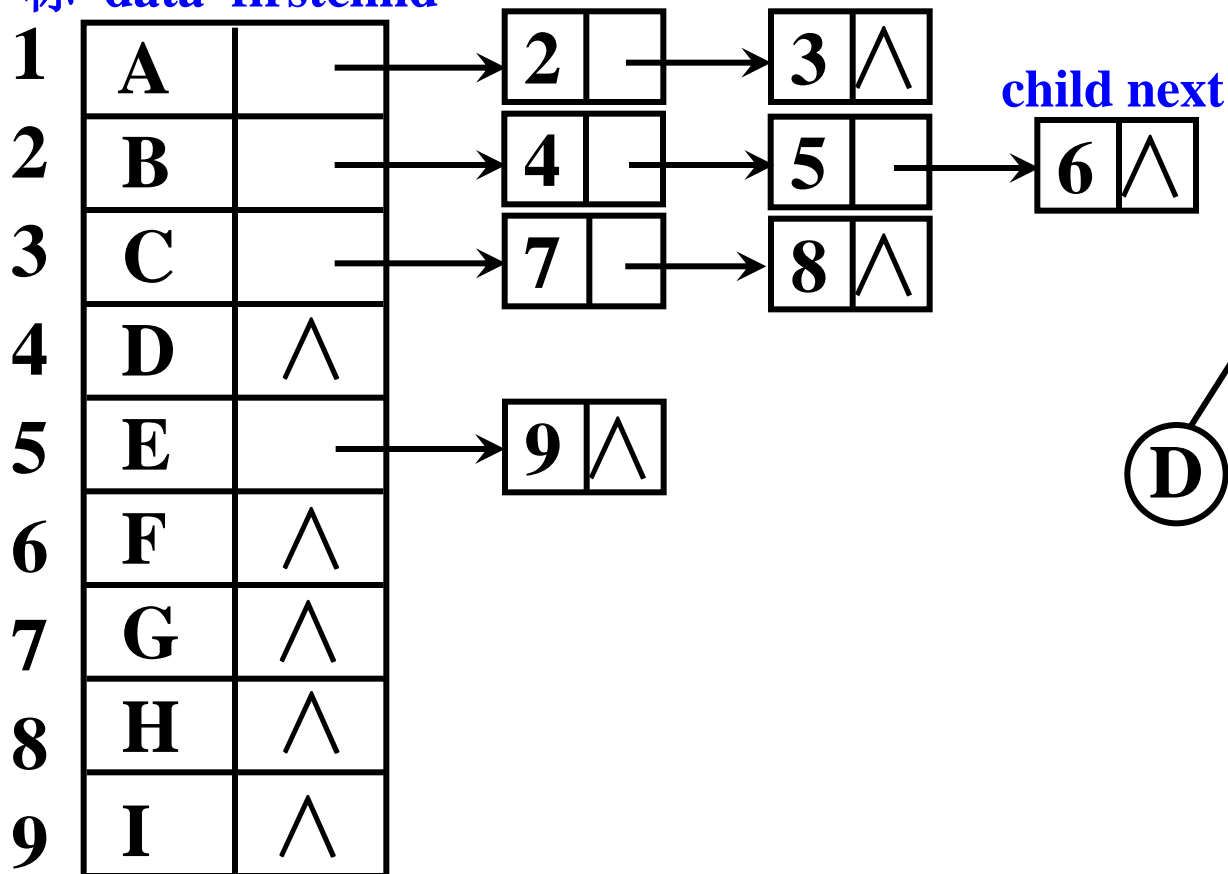 标 data firstchild
1 A 2 3 ∧
child next
2 B 4 5 6 ∧
3 C 7 8 ∧
4 D ∧
5 E 9 ∧
D
6 F ∧
7 G ∧
8 H ∧
9 I ∧